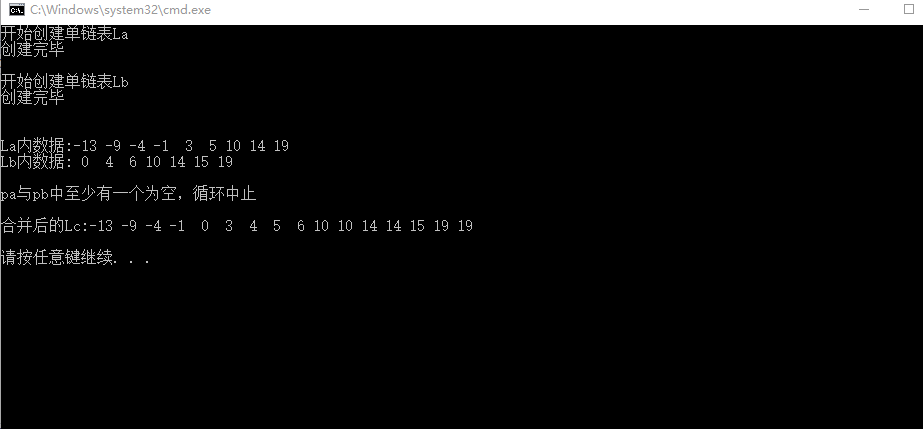 C:\Windows\system32\cmd.exe
开始创建单链表La
创建完毕
开始创建单链表Lb
创建完毕
La内数据:-13 -9 -4 -1  3  5 10 14 19
Lb内数据: 0  4  6 10 14 15 19
pa与pb中至少有一个为空，循环中止
合并后的Lc:-13 -9 -4 -1  0  3  4  5  6 10 10 14 14 15 19 19
请按任意键继续. . .